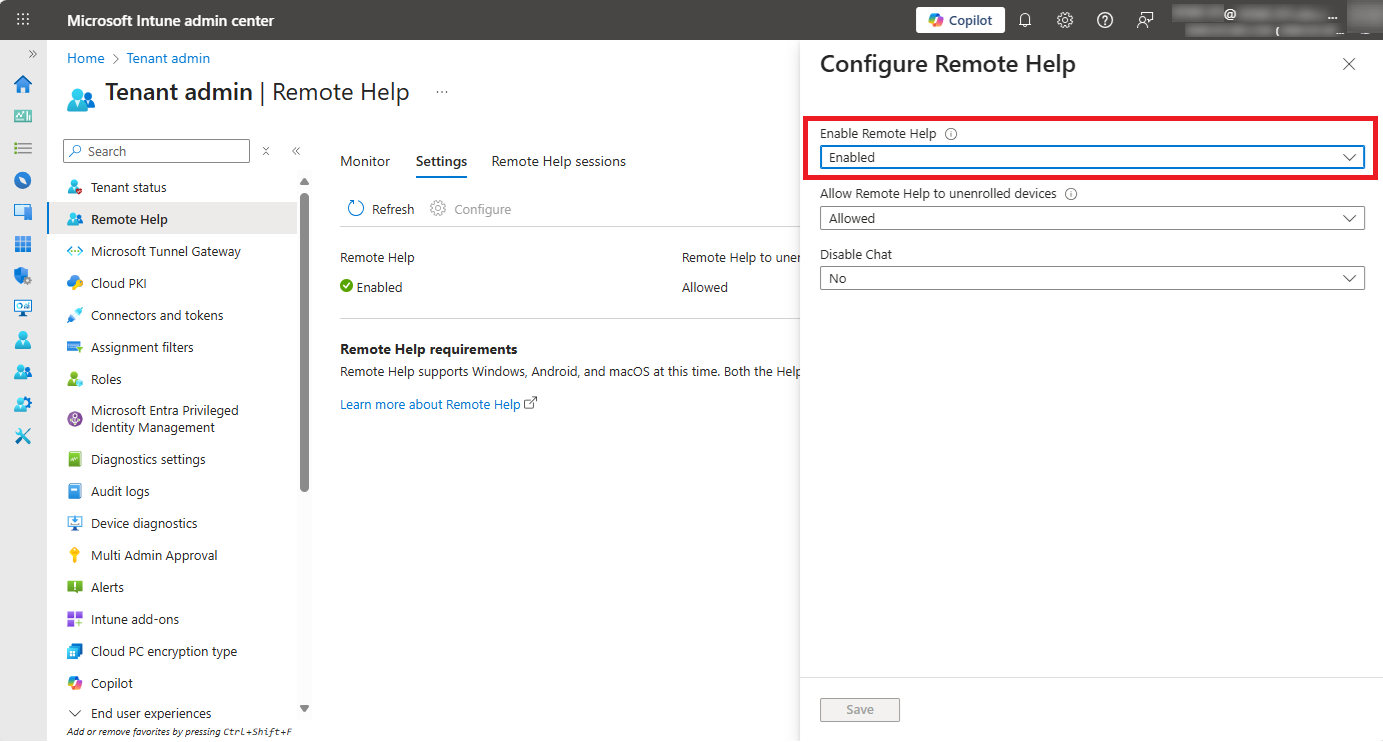 Microsoft Intune admin center
Copilot
@
...
(
...
Home > Tenant admin
Tenant admin | Remote Help
...
Search
Tenant status
Remote Help
Microsoft Tunnel Gateway
Cloud PKI
Connectors and tokens
Assignment filters
Roles
Microsoft Entra Privileged
Identity Management
Diagnostics settings
Audit logs
Device diagnostics
Multi Admin Approval
Alerts
Intune add-ons
Cloud PC encryption type
Copilot
End user experiences
Add or remove favorites by pressing Ctrl+Shift+F
Monitor
Settings
Remote Help sessions
Refresh
Configure
Remote Help
Remote Help to uner
Enabled
Allowed
Remote Help requirements
Remote Help supports Windows, Android, and macOS at this time. Both the Help
Learn more about Remote Help
Configure Remote Help
Enable Remote Help
Enabled
Allow Remote Help to unenrolled devices
Allowed
Disable Chat
No
Save